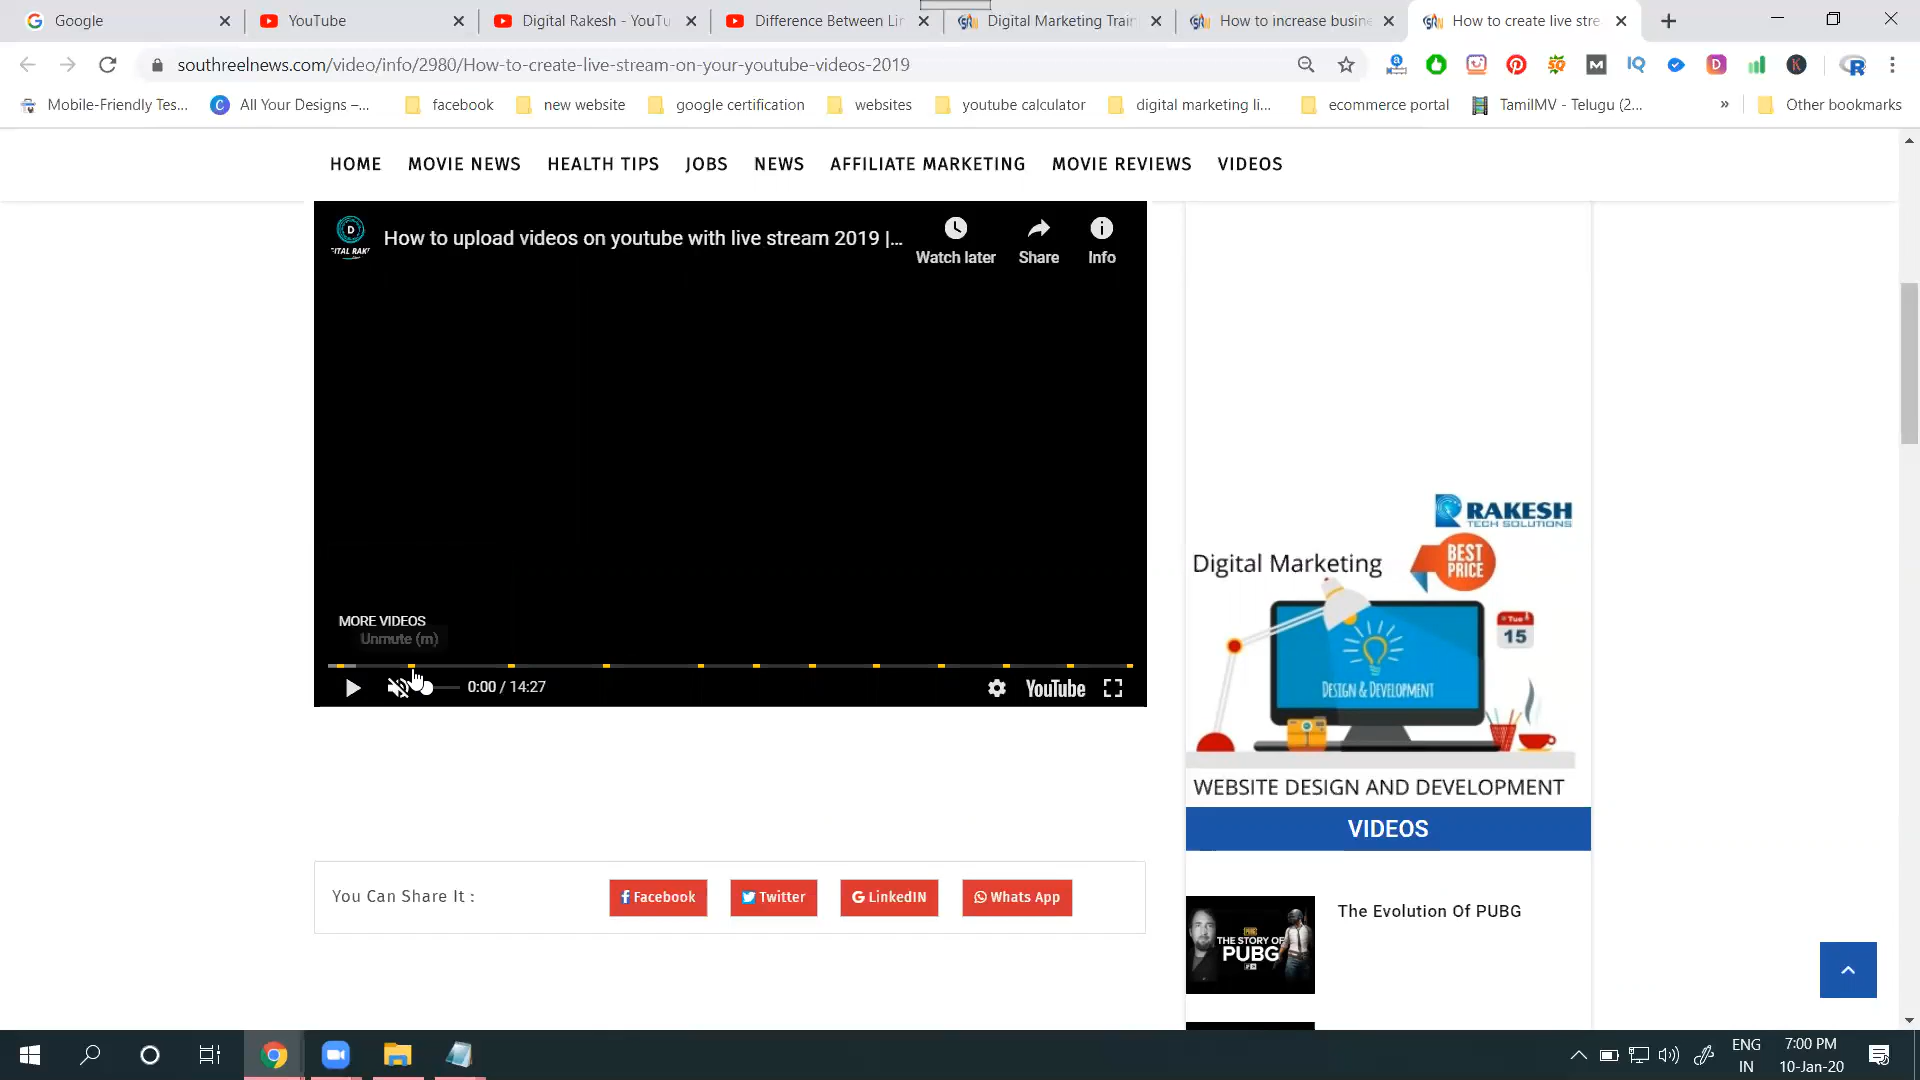 Google
YouTube
Digital Rakesh - YouTu
Difference Between Lin
Digital Marketing Train
How to increase busine
How to create live stre
southreelnews.com/video/info/2980/How-to-create-live-stream-on-your-youtube-videos-2019
Mobile-Friendly Tes...
All Your Designs –...
facebook
new website
google certification
websites
youtube calculator
digital marketing li...
ecommerce portal
TamilMV - Telugu (2...
»
Other bookmarks
HOME MOVIE NEWS HEALTH TIPS JOBS NEWS AFFILIATE MARKETING MOVIE REVIEWS VIDEOS
How to upload videos on youtube with live stream 2019 |...
Watch later
Share
Info
MORE VIDEOS
Unmute (m)
0:00 / 14:27
YouTube
RAKESH
TECH SOLUTIONS
Digital Marketing
BEST
PRICE
Tue
15
DESIGN & DEVELOPMENT
WEBSITE DESIGN AND DEVELOPMENT
VIDEOS
You Can Share It :
Facebook
Twitter
LinkedIN
Whats App
THE STORY OF
PUBG
The Evolution Of PUBG
ENG
IN
7:00 PM
10-Jan-20